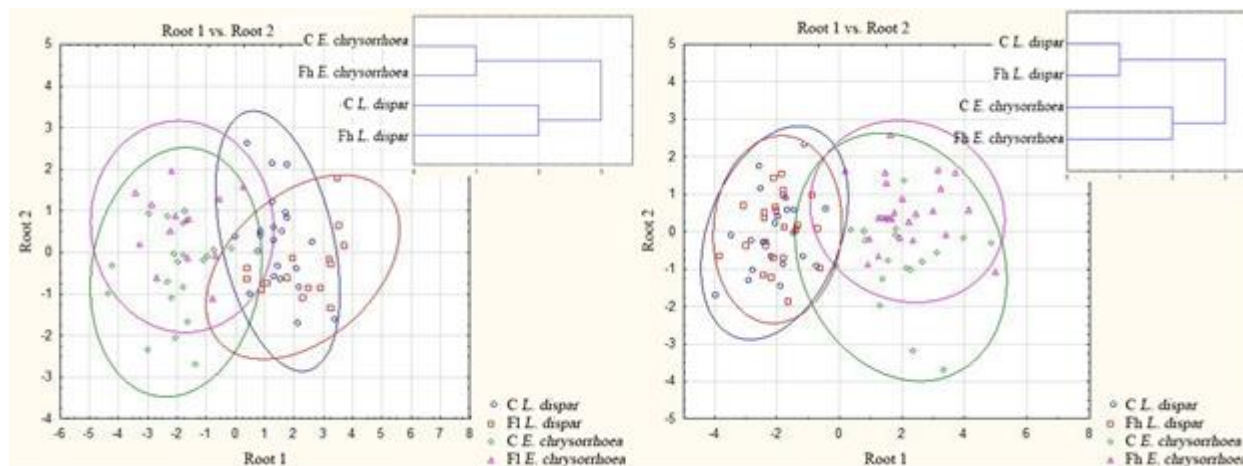 Root 1 vs. Root 2
C E. chrysorrhoea
Fh E. chrysorrhoea
C L. dispar
Fh L. dispar
5
4
3
2
1
0
-1
-2
-3
-4
Root 2
-6 -5 -4 -3 -2 -1 0 1 2 3 4 5 6 7 8
Root 1
C L. dispar
Fl L. dispar
C E. chrysorrhoea
Fl E. chrysorrhoea
Root 1 vs. Root 2
C L. dispar
Fh L. dispar
C E. chrysorrhoea
Fh E. chrysorrhoea
5
4
3
2
1
0
-1
-2
-3
-4
-5
Root 2
-4 -2 0 2 4 6 8
Root 1
C L. dispar
Fh L. dispar
C E. chrysorrhoea
Fh E. chrysorrhoea